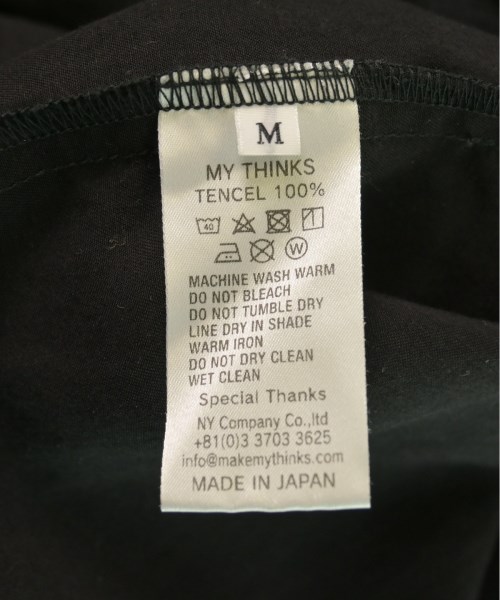 M
MY THINKS
TENCEL 100%
40
W
MACHINE WASH WARM
DO NOT BLEACH
DO NOT TUMBLE DRY
LINE DRY IN SHADE
WARM IRON
DO NOT DRY CLEAN
WET CLEAN
Special Thanks
NY Company Co.,ltd
+81(0)3 3703 3625
info@makemythinks.com
MADE IN JAPAN